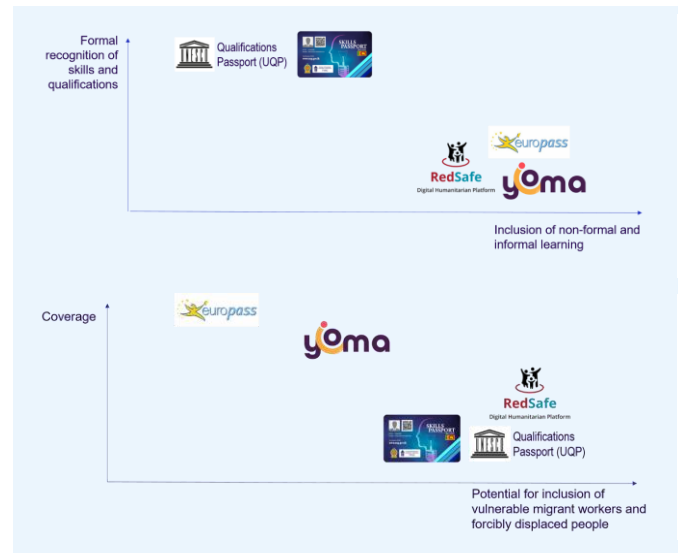 Formal
recognition of
skills and
qualifications
Qualifications
Passport (UQP)
SKILLS
PASSPORT
europass
RedSafe
Digital Humanitarian Platform
yoma
Inclusion of non-formal and
informal learning
Coverage
europass
yoma
RedSafe
Digital Humanitarian Platform
SKILLS
PASSPORT
Qualifications
Passport (UQP)
Potential for inclusion of
vulnerable migrant workers and
forcibly displaced people